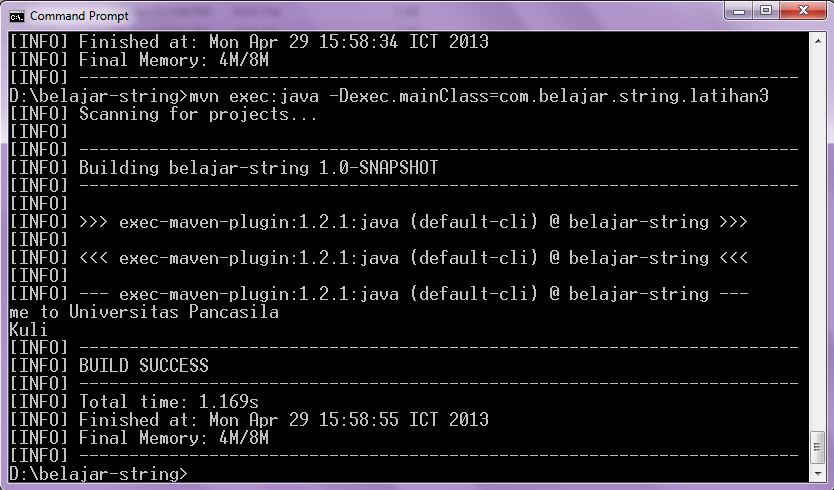 Command Prompt
[INFO] Finished at: Mon Apr 29 15:58:34 ICT 2013
[INFO] Final Memory: 4M/8M
[INFO] ------------------------------------------------------------------------
D:\belajar-string>mvn exec:java -Dexec.mainClass=com.belajar.string.latihan3
[INFO] Scanning for projects...
[INFO]
[INFO] ------------------------------------------------------------------------
[INFO] Building belajar-string 1.0-SNAPSHOT
[INFO] ------------------------------------------------------------------------
[INFO]
[INFO] >>> exec-maven-plugin:1.2.1:java (default-cli) @ belajar-string >>>
[INFO]
[INFO] <<< exec-maven-plugin:1.2.1:java (default-cli) @ belajar-string <<<
[INFO]
[INFO] --- exec-maven-plugin:1.2.1:java (default-cli) @ belajar-string ---
me to Universitas Pancasila
Kuli
[INFO] ------------------------------------------------------------------------
[INFO] BUILD SUCCESS
[INFO] ------------------------------------------------------------------------
[INFO] Total time: 1.169s
[INFO] Finished at: Mon Apr 29 15:58:55 ICT 2013
[INFO] Final Memory: 4M/8M
[INFO] ------------------------------------------------------------------------
D:\belajar-string>